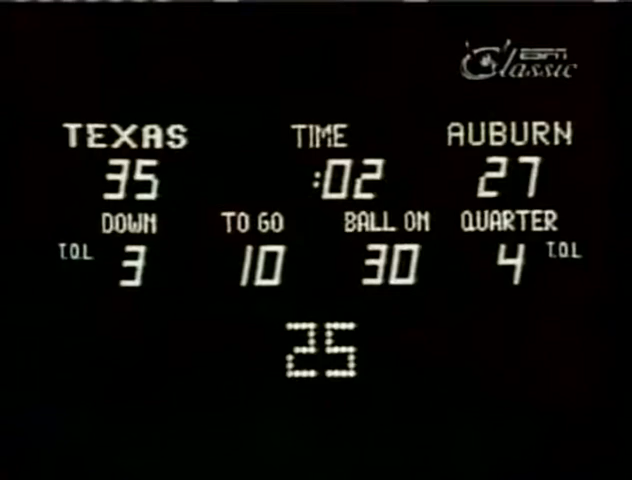 ESPN Classic
TEXAS TIME AUBURN
35 :02 27
DOWN TO GO BALL ON QUARTER
T.O.L 3 10 30 4 T.O.L
25